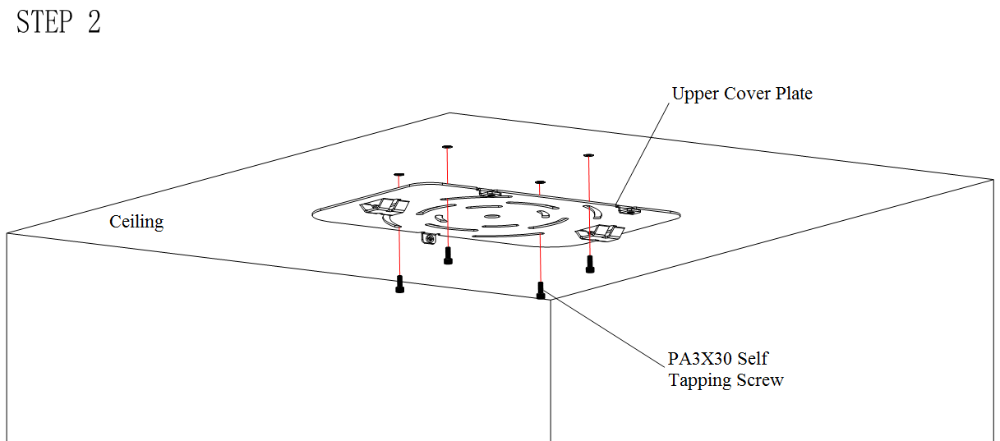 STEP 2
Upper Cover Plate
Ceiling
PA3X30 Self
Tapping Screw